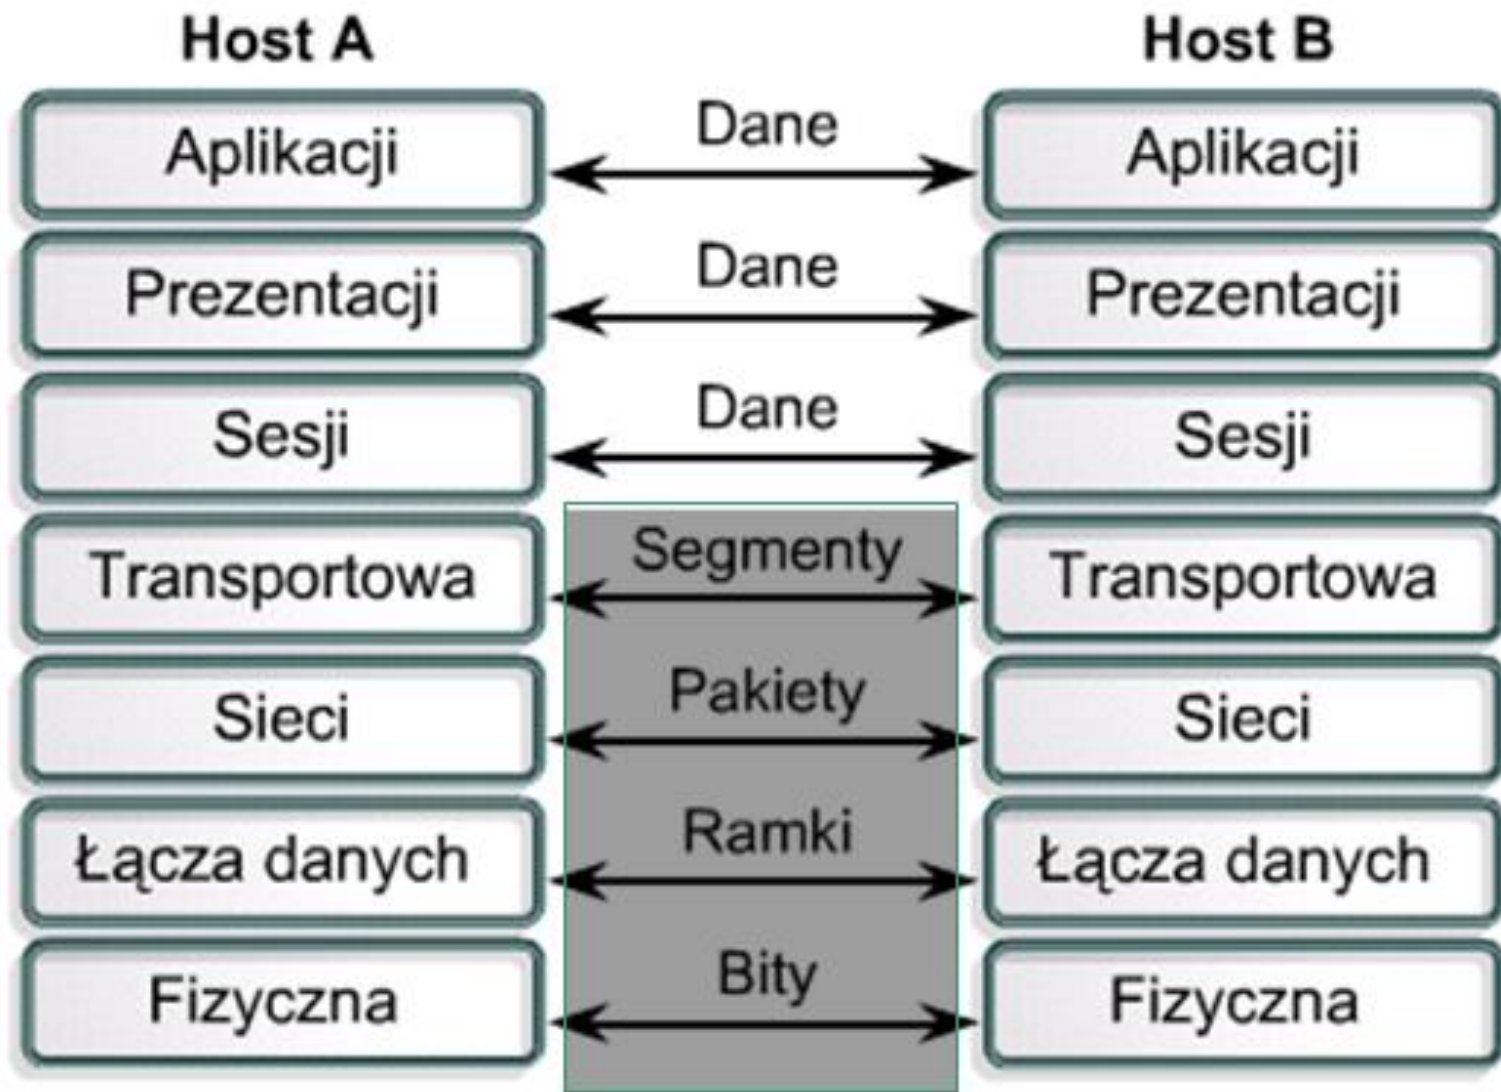 Host A
Host B
Aplikacji
Dane
Aplikacji
Prezentacji
Dane
Prezentacji
Sesji
Dane
Sesji
Transportowa
Segmenty
Transportowa
Sieci
Pakiety
Sieci
Łącza danych
Ramki
Łącza danych
Fizyczna
Bity
Fizyczna